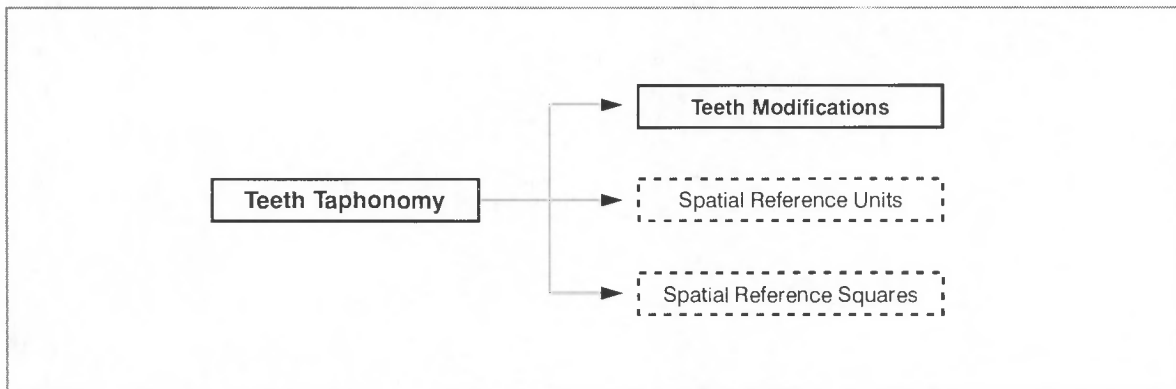 Teeth Modifications
Teeth Taphonomy
Spatial Reference Units
Spatial Reference Squares